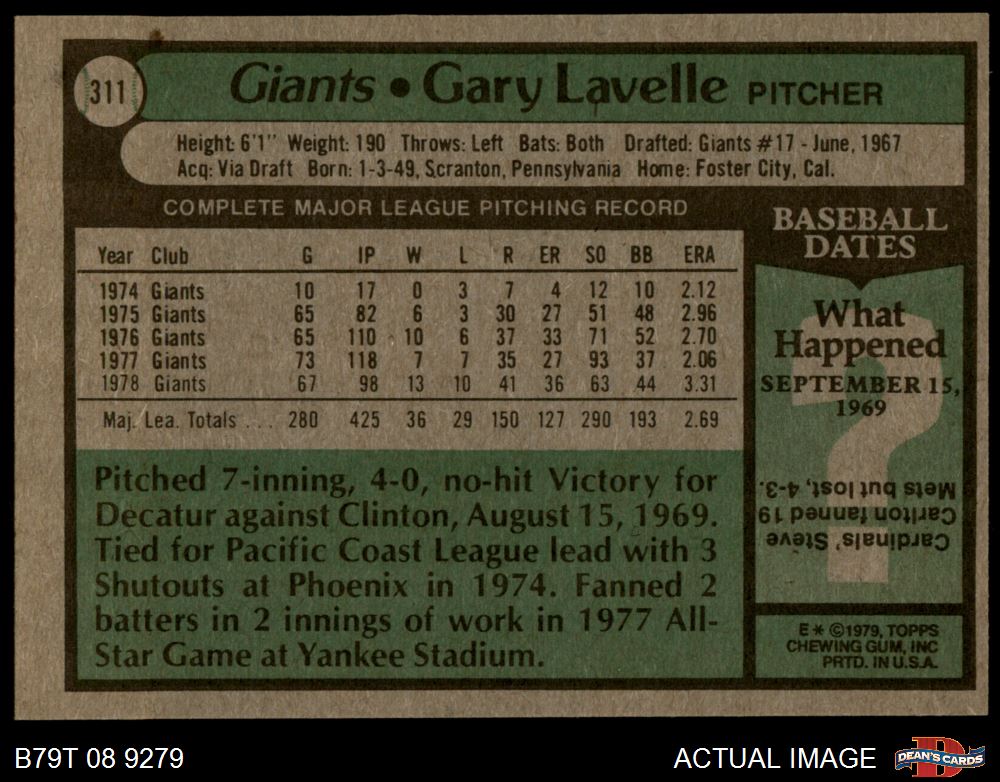 311
Giants • Gary Lavelle PITCHER
Height: 6'1" Weight: 190 Throws: Left Bats: Both Drafted: Giants #17 - June, 1967
Acq: Via Draft Born: 1-3-49, Scranton, Pennsylvania Home: Foster City, Cal.
COMPLETE MAJOR LEAGUE PITCHING RECORD
Year Club G IP W L R ER SO BB ERA
1974 Giants 10 17 0 3 7 4 12 10 2.12
1975 Giants 65 82 6 3 30 27 51 48 2.96
1976 Giants 65 110 10 6 37 33 71 52 2.70
1977 Giants 73 118 7 7 35 27 93 37 2.06
1978 Giants 67 98 13 10 41 36 63 44 3.31
Maj. Lea. Totals . . . 280 425 36 29 150 127 290 193 2.69
Pitched 7-inning, 4-0, no-hit Victory for
Decatur against Clinton, August 15, 1969.
Tied for Pacific Coast League lead with 3
Shutouts at Phoenix in 1974. Fanned 2
batters in 2 innings of work in 1977 All-
Star Game at Yankee Stadium.
BASEBALL
DATES
What
Happened
SEPTEMBER 15,
1969
?
Cardinals' Steve
Carlton fanned 19
Mets but lost, 4-3.
E * ©1979, TOPPS
CHEWING GUM, INC
PRTD. IN U.S.A.
B79T 08 9279
ACTUAL IMAGE
D
DEAN'S CARDS